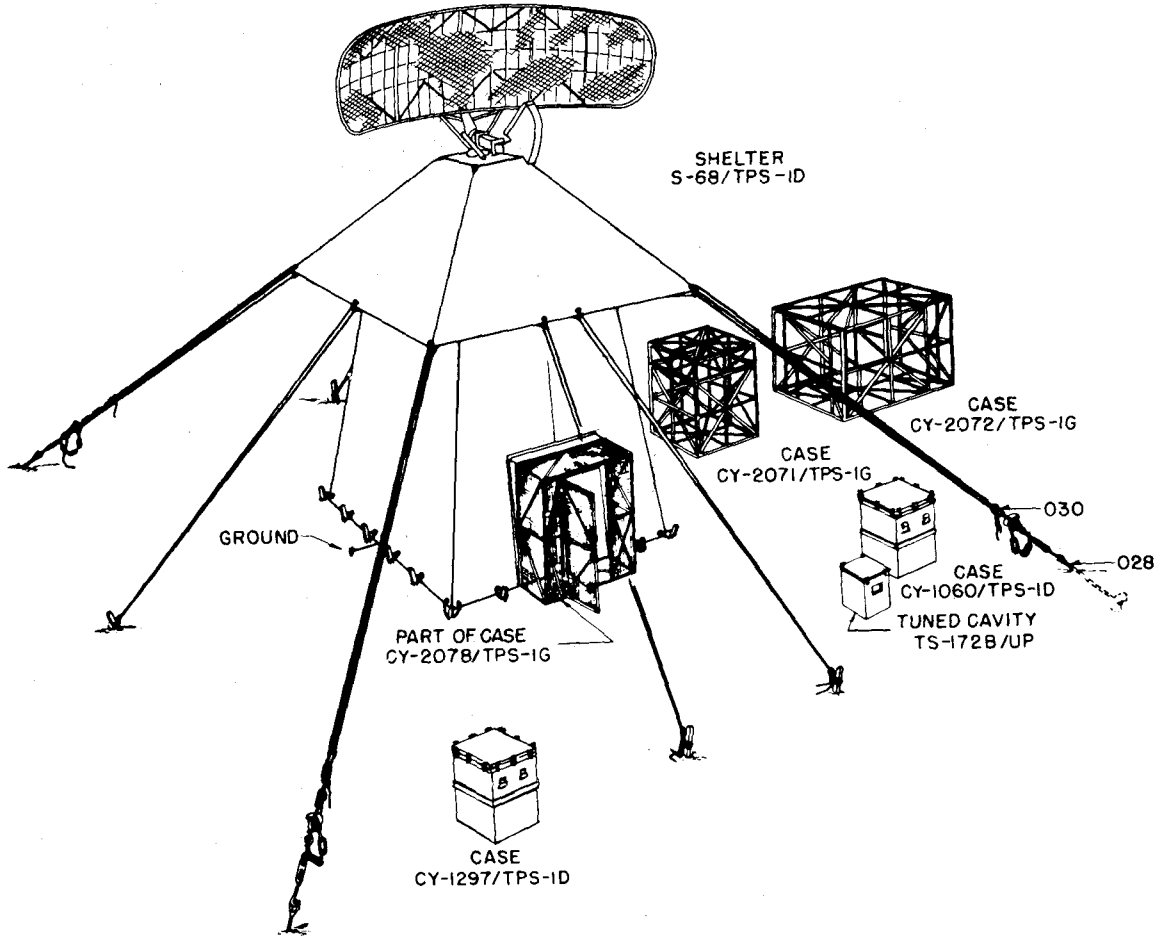 SHELTER
S-68/TPS-1D
CASE
CY-2072/TPS-1G
CASE
CY-2071/TPS-1G
030
GROUND
028
CASE
CY-1060/TPS-1D
TUNED CAVITY
TS-172B/UP
PART OF CASE
CY-2078/TPS-1G
CASE
CY-1297/TPS-1D